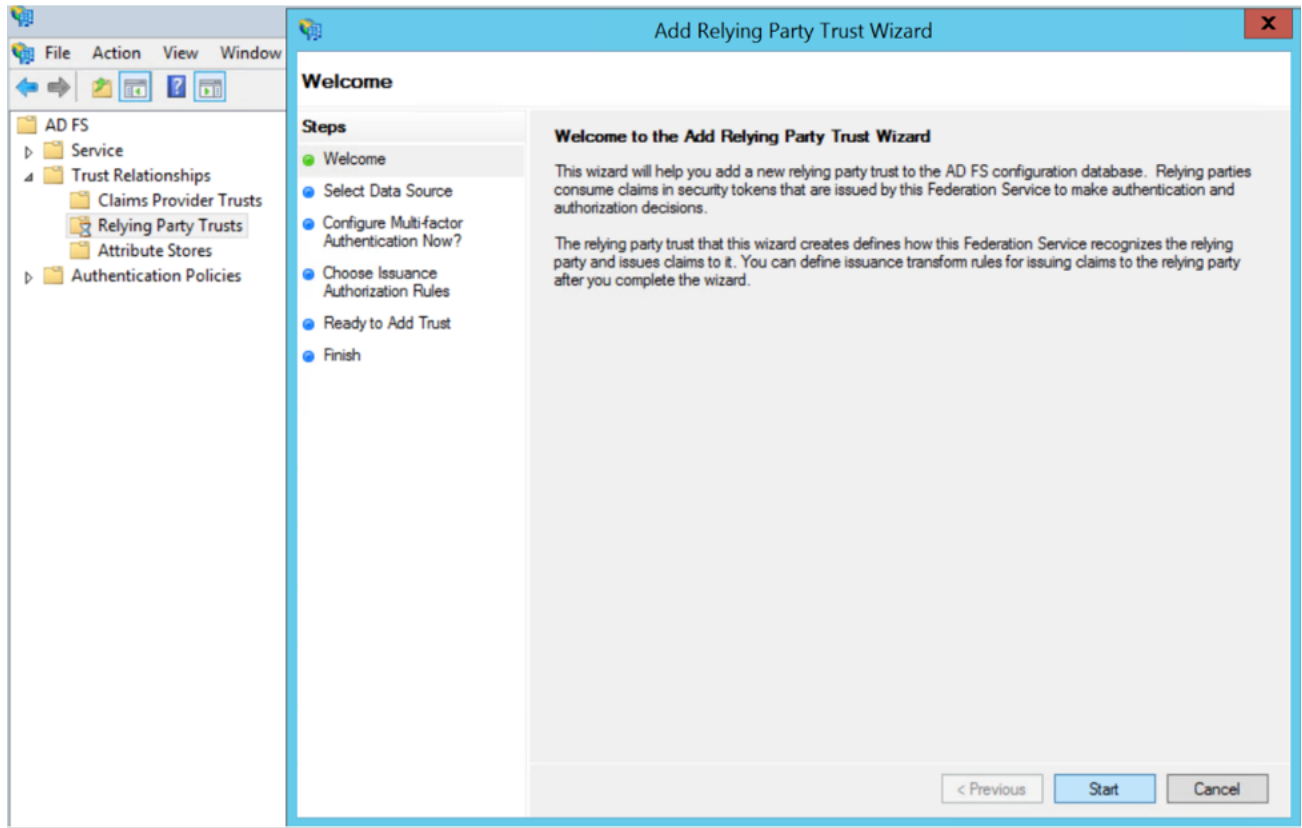 Add Relying Party Trust Wizard
X
File Action View Window
?
AD FS
Service
Trust Relationships
Claims Provider Trusts
Relying Party Trusts
Attribute Stores
Authentication Policies
Welcome
Steps
Welcome
Select Data Source
Configure Multi-factor
Authentication Now?
Choose Issuance
Authorization Rules
Ready to Add Trust
Finish
Welcome to the Add Relying Party Trust Wizard
This wizard will help you add a new relying party trust to the AD FS configuration database. Relying parties
consume claims in security tokens that are issued by this Federation Service to make authentication and
authorization decisions.
The relying party trust that this wizard creates defines how this Federation Service recognizes the relying
party and issues claims to it. You can define issuance transform rules for issuing claims to the relying party
after you complete the wizard.
< Previous
Start
Cancel